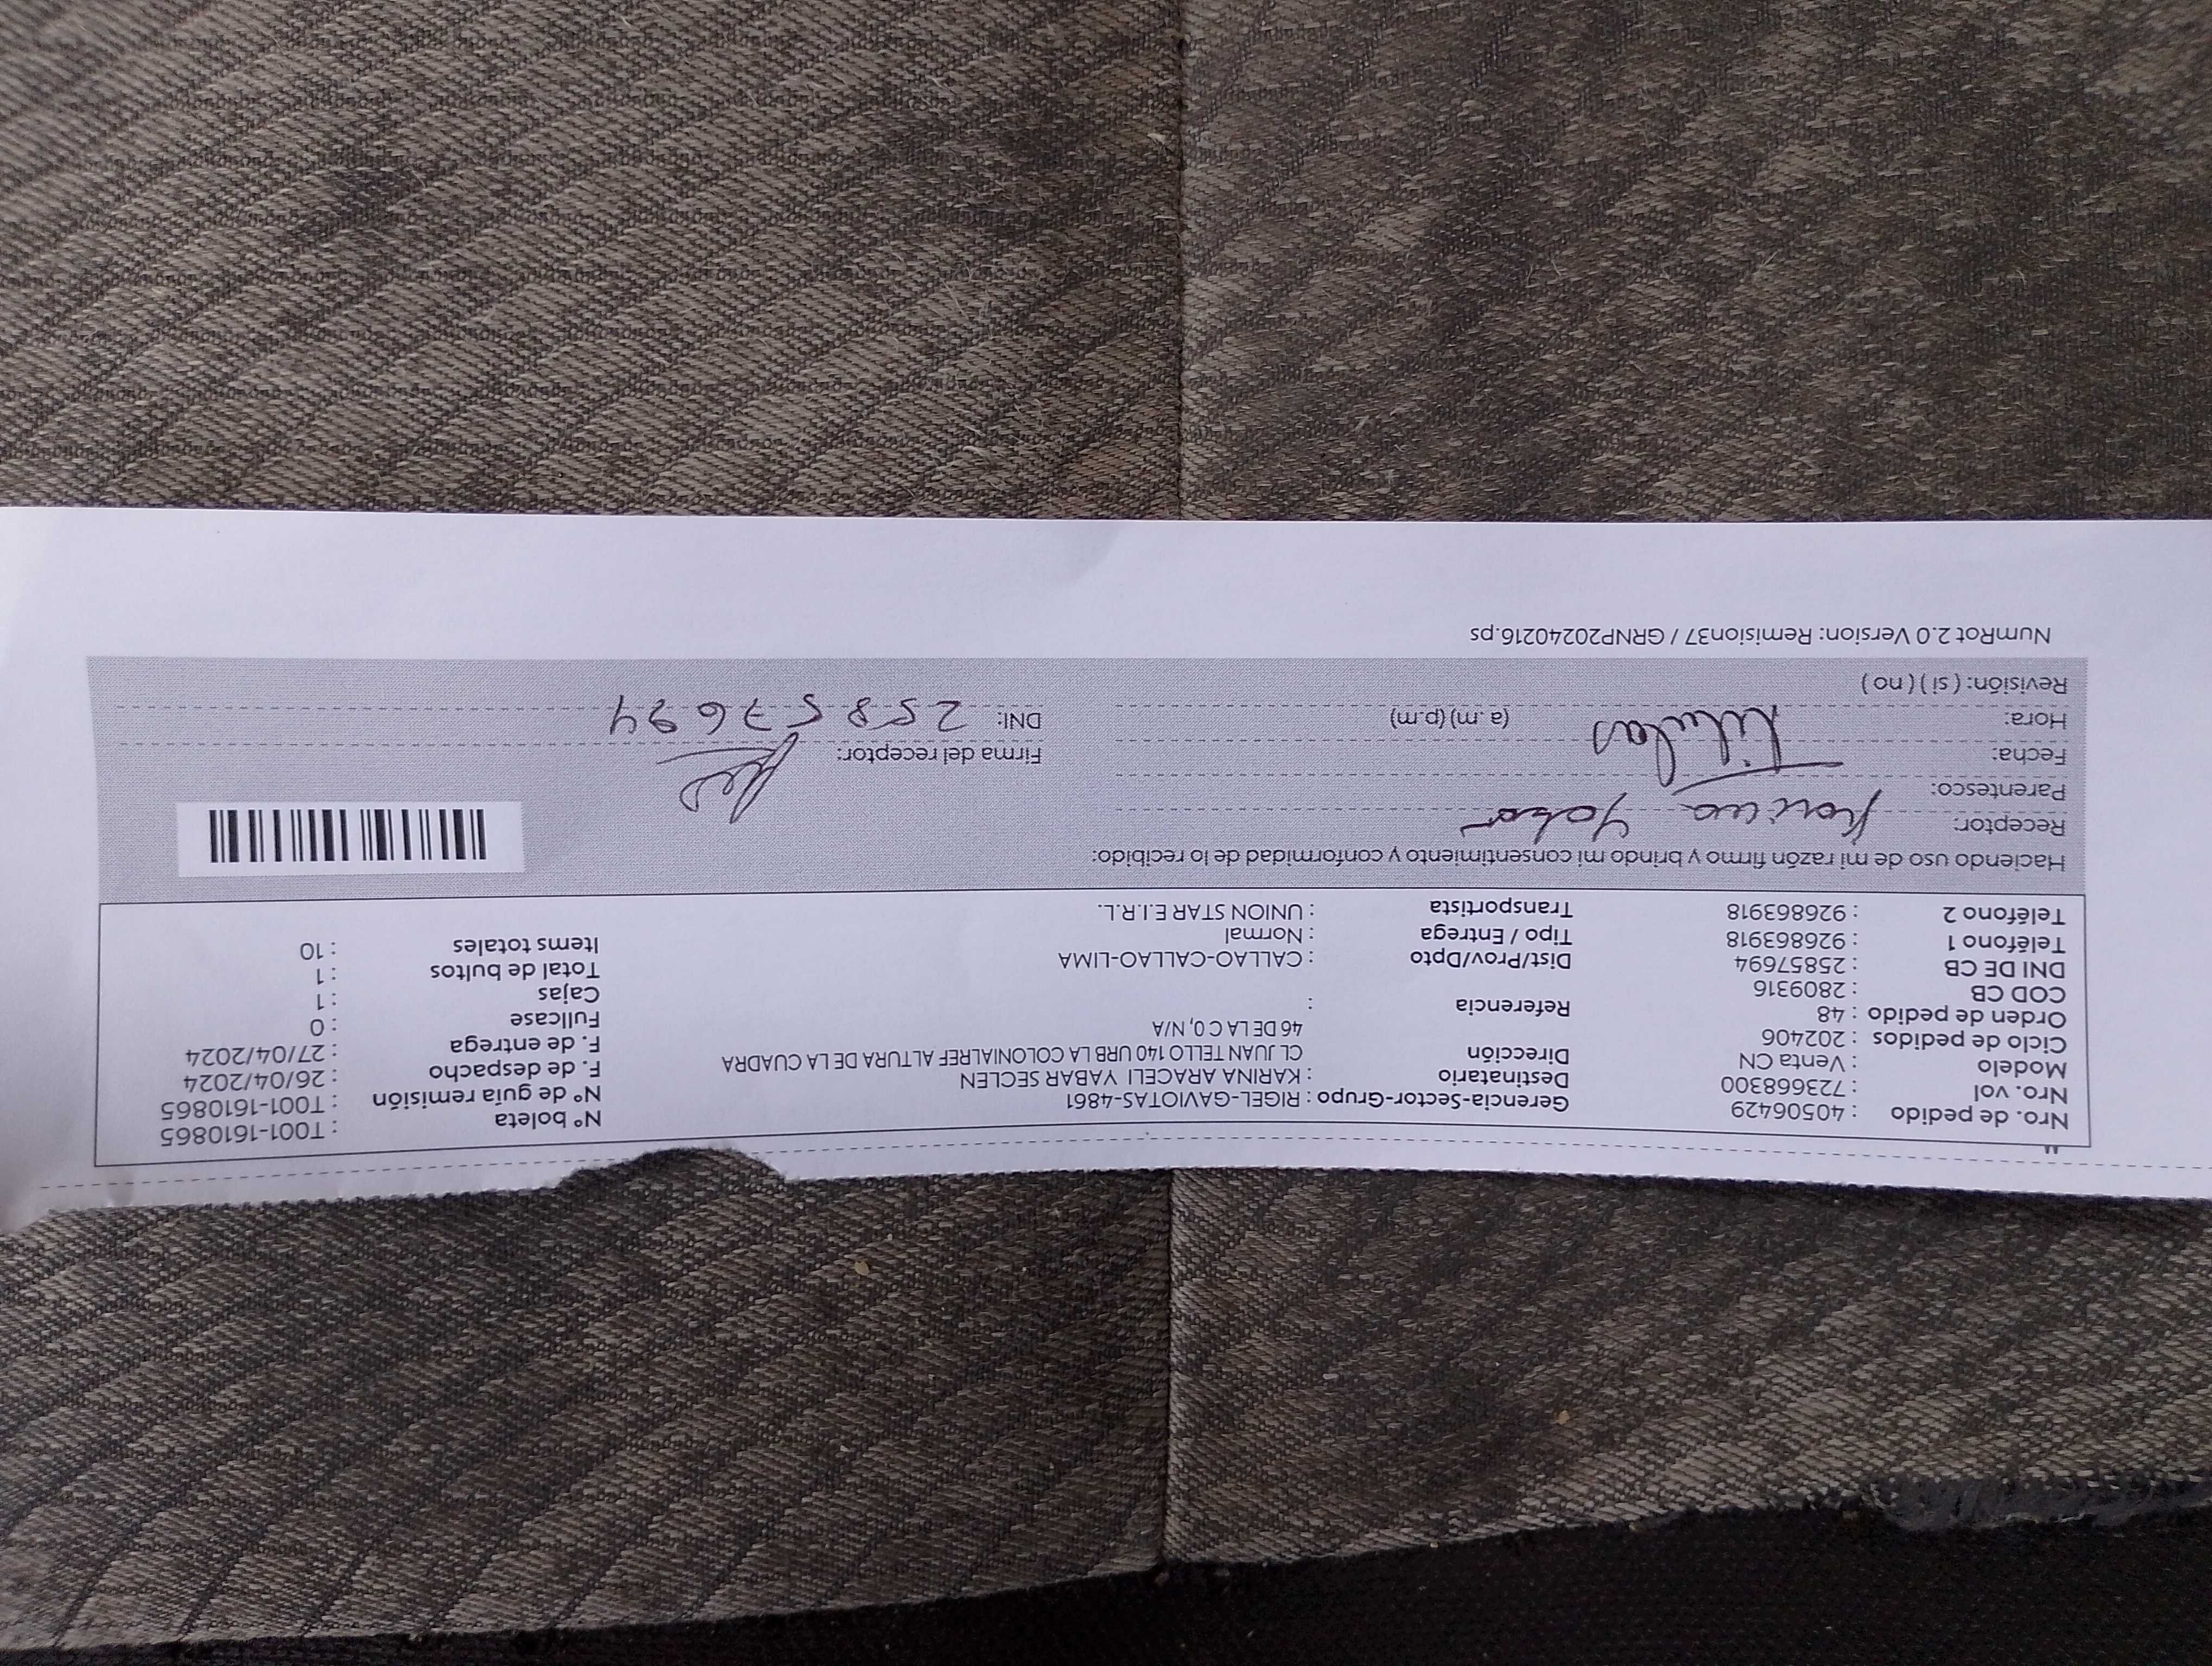 Nro. de pedido : 40506429 Gerencia-Sector-Grupo : RIGEL-GAVIOTAS-4861 N° boleta : T001-1610865
Nro. vol : 723668300 Destinatario : KARINA ARACELI YABAR SECLEN N° de guía remisión : T001-1610865
Modelo : Venta CN Dirección CL JUAN TELLO 140 URB LA COLONIALREF ALTURA DE LA CUADRA F. de despacho : 26/04/2024
Ciclo de pedidos : 202406 46 DE LA C 0, N/A F. de entrega : 27/04/2024
Orden de pedido : 48 Referencia : Fullcase : 0
COD CB : 2809316 Cajas : 1
DNI DE CB : 25857694 Dist/Prov/Dpto : CALLAO-CALLAO-LIMA Total de bultos : 1
Teléfono 1 : 926863918 Tipo / Entrega : Normal Items totales : 10
Teléfono 2 : 926863918 Transportista : UNION STAR E.I.R.L.
Haciendo uso de mi razón firmo y brindo mi consentimiento y conformidad de lo recibido:
Receptor: Karina Yabar
Parentesco: Titular
Fecha: Firma del receptor:
Hora: (a. m) (p.m) DNI: 25857694
Revisión: ( si ) ( no )
NumRot 2.0 Version: Remision37 / GRNP20240216.ps